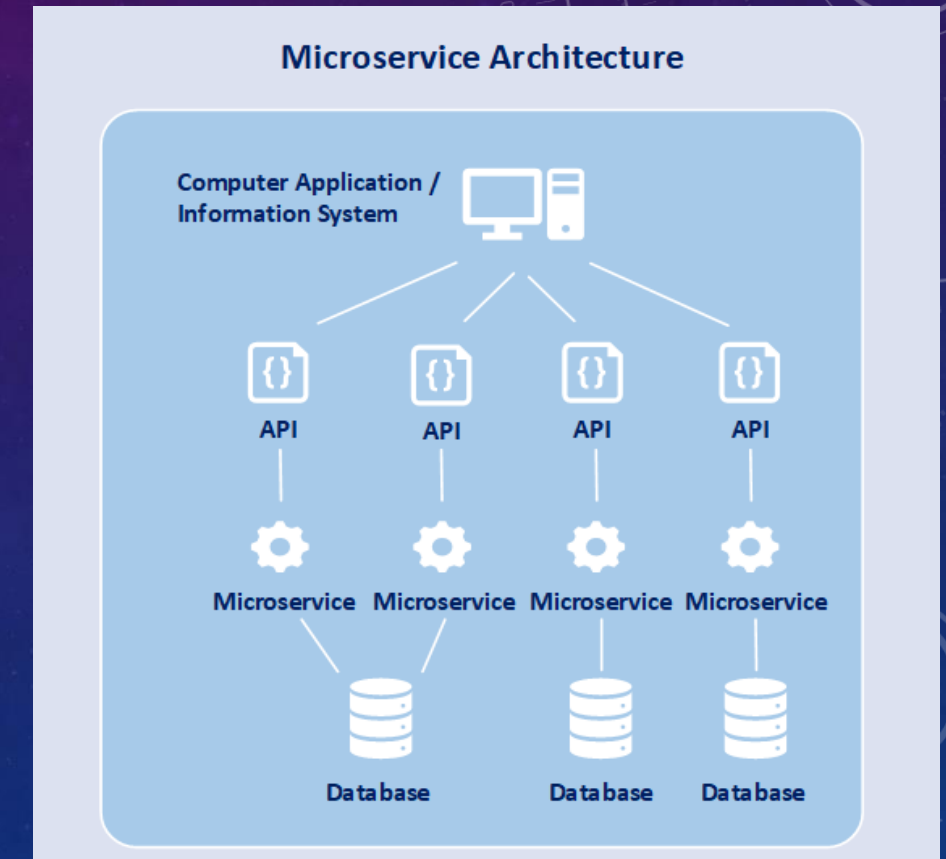 Microservice Architecture
Computer Application /
Information System
{ } { } { } { }
API API API API
Microservice Microservice Microservice Microservice
Database Database Database